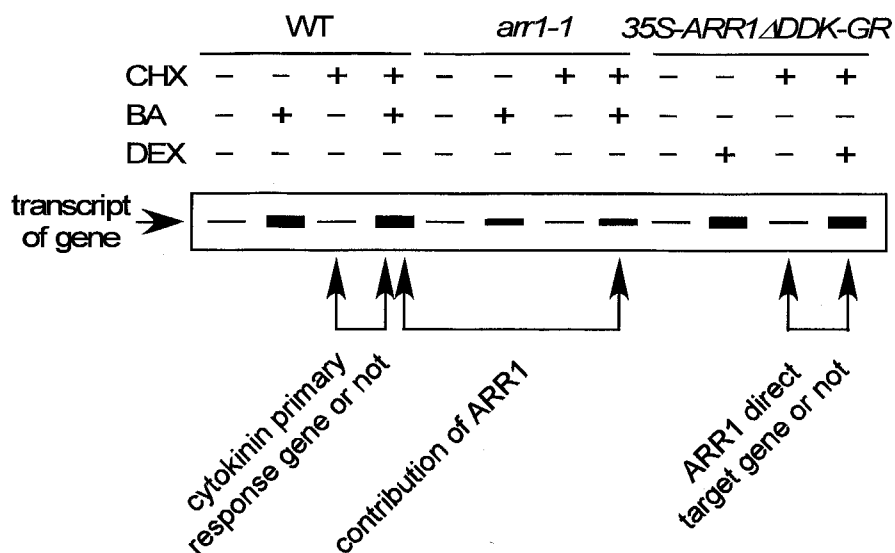 WT arr1-1 35S-ARR1ΔDDK-GR
CHX – – + + – – + + – – + +
BA – + – + – + – + – – – –
DEX – – – – – – – – – + – +
transcript
of gene
cytokinin primary
response gene or not
contribution of ARR1
ARR1 direct
target gene or not